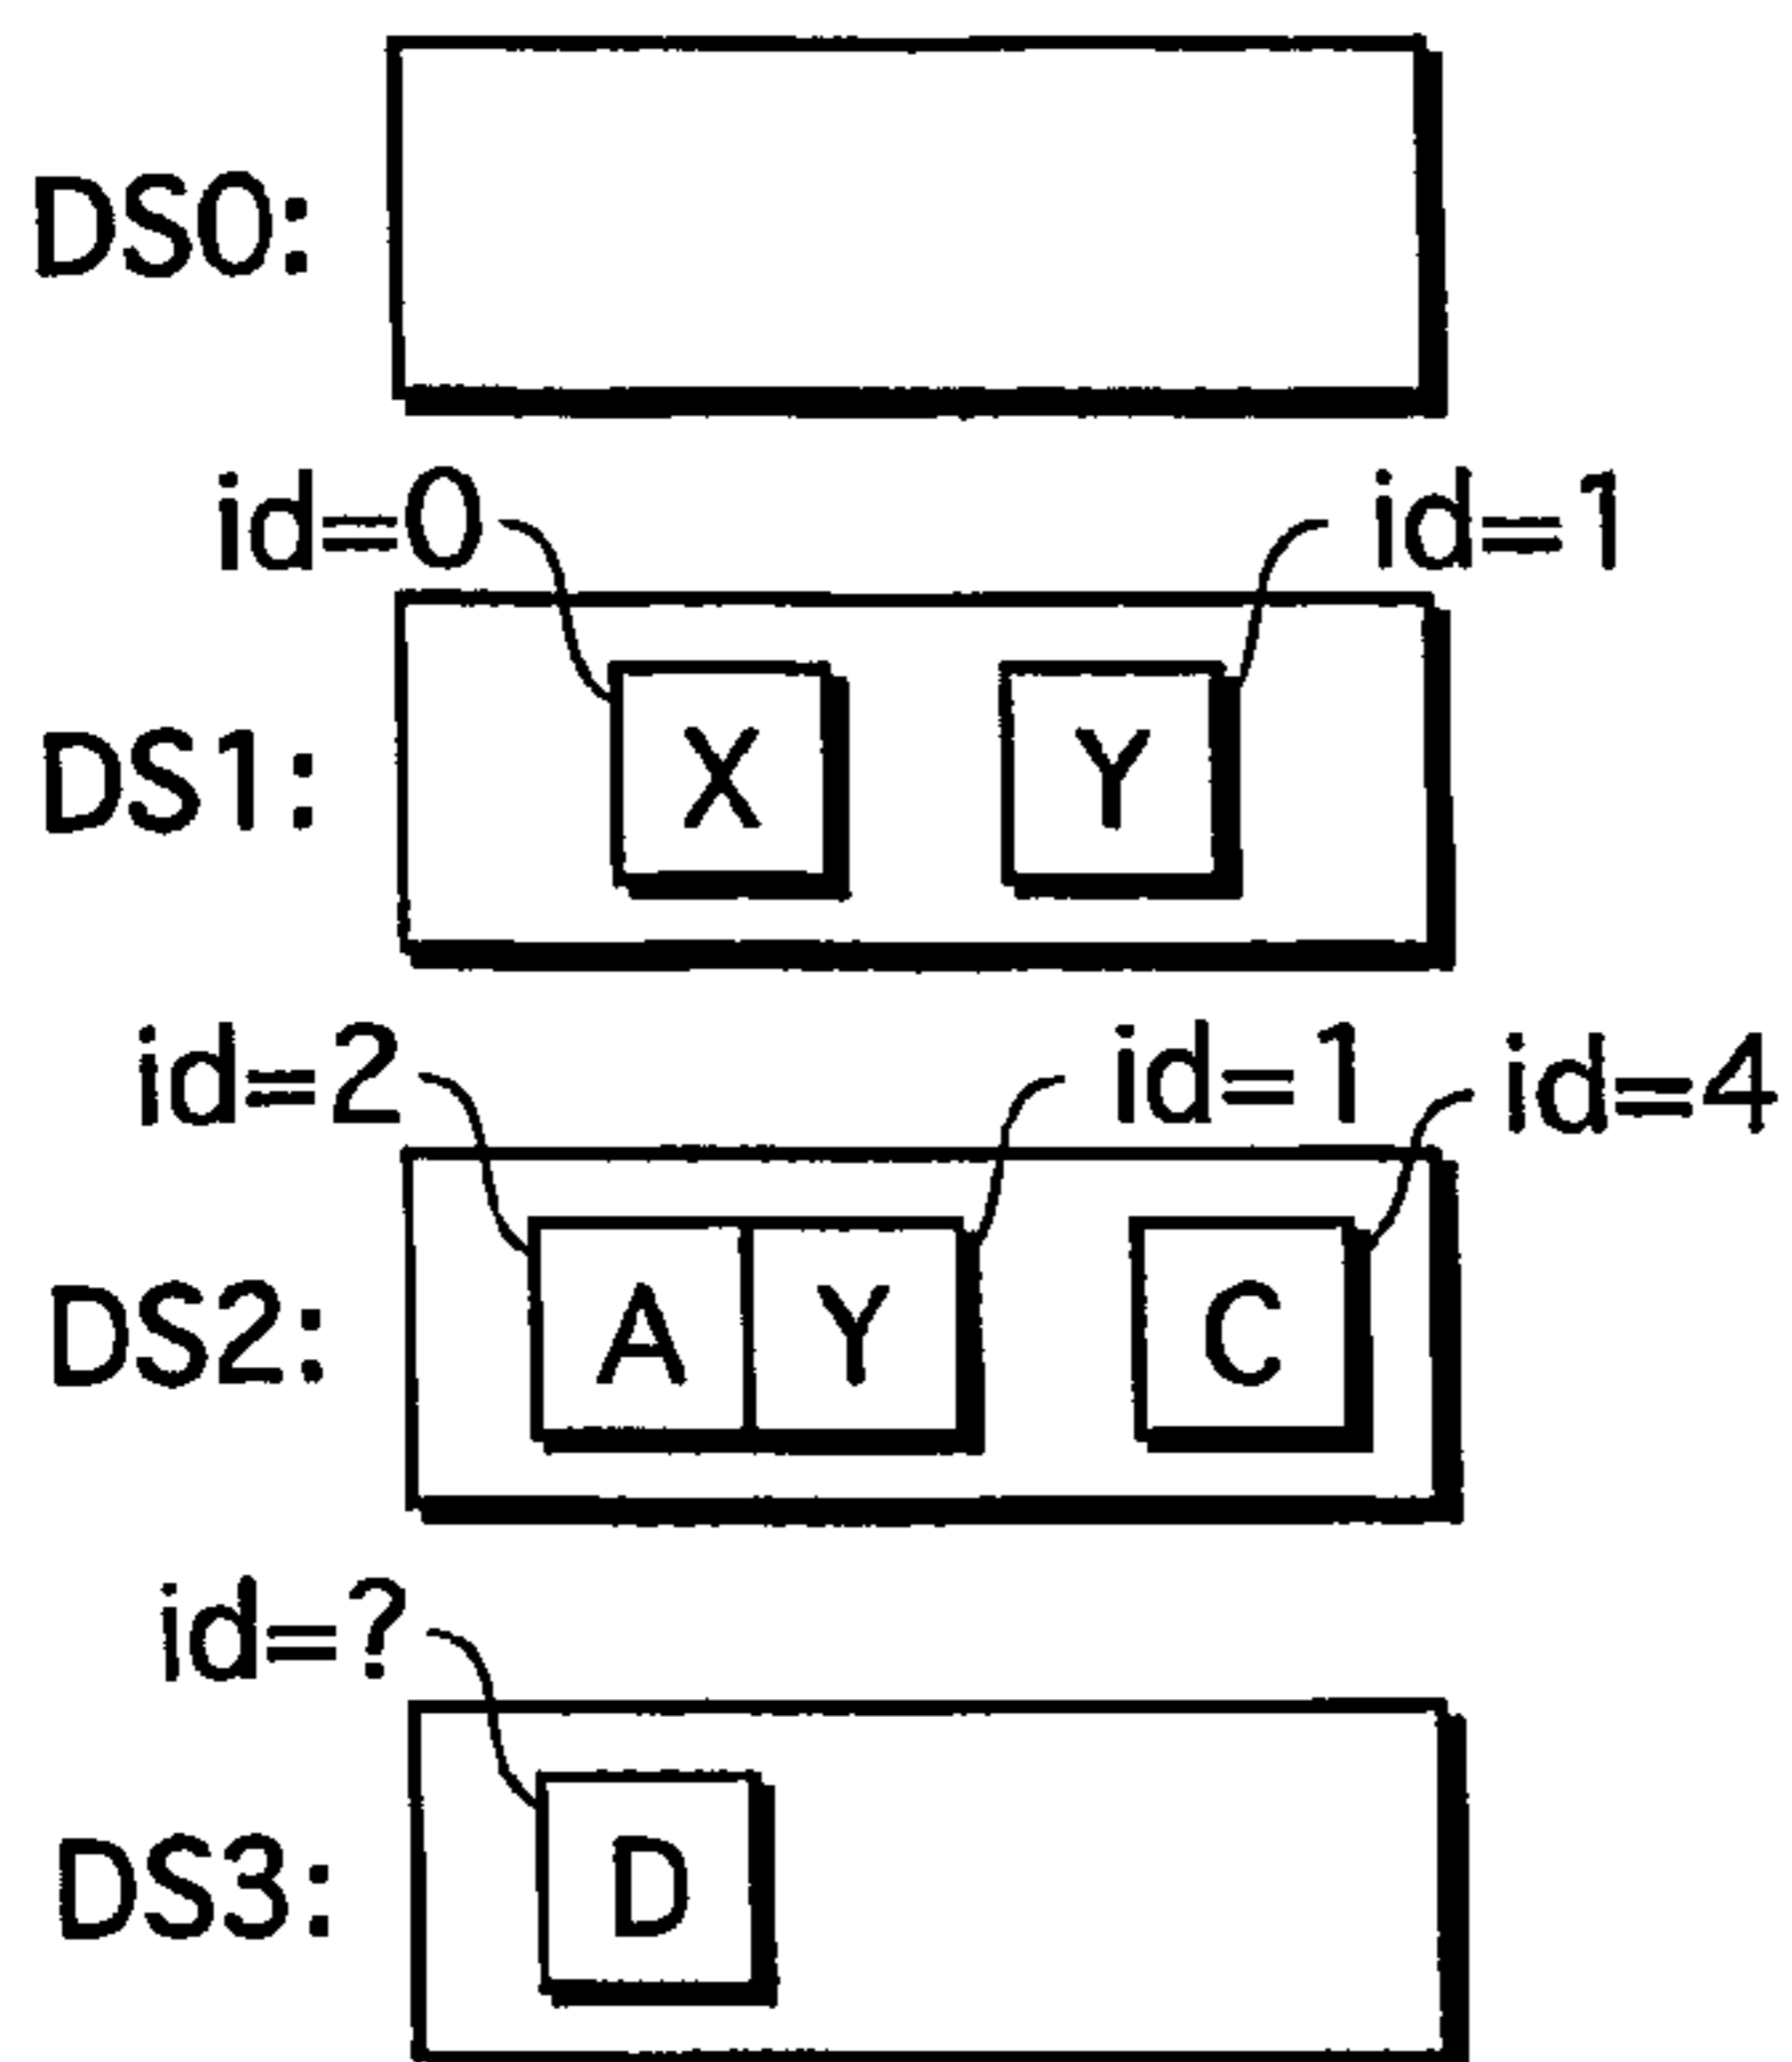 DS0:
id=0 id=1
DS1: X Y
id=2 id=1 id=4
DS2: A Y C
id=?
DS3: D